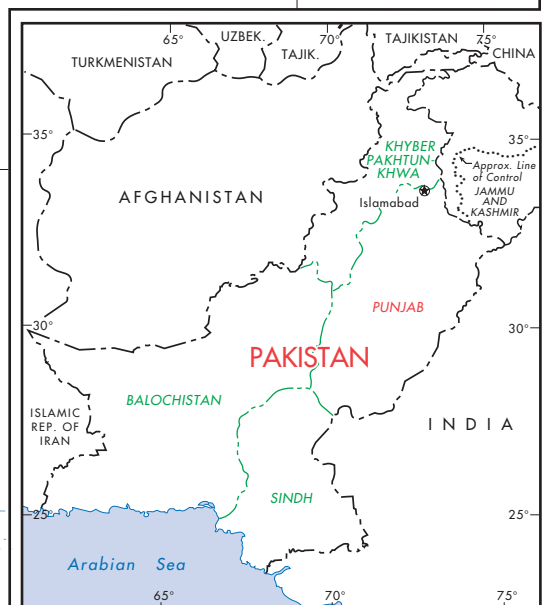 65°
UZBEK.
70°
TAJIKISTAN
75°
TURKMENISTAN
TAJIK.
CHINA
35°
35°
KHYBER
PAKHTUN-
KHWA
Approx. Line
of Control
JAMMU
AND
KASHMIR
AFGHANISTAN
Islamabad
30°
PUNJAB
30°
PAKISTAN
BALOCHISTAN
ISLAMIC
REP. OF
IRAN
INDIA
SINDH
25°
25°
Arabian Sea
65°
70°
75°